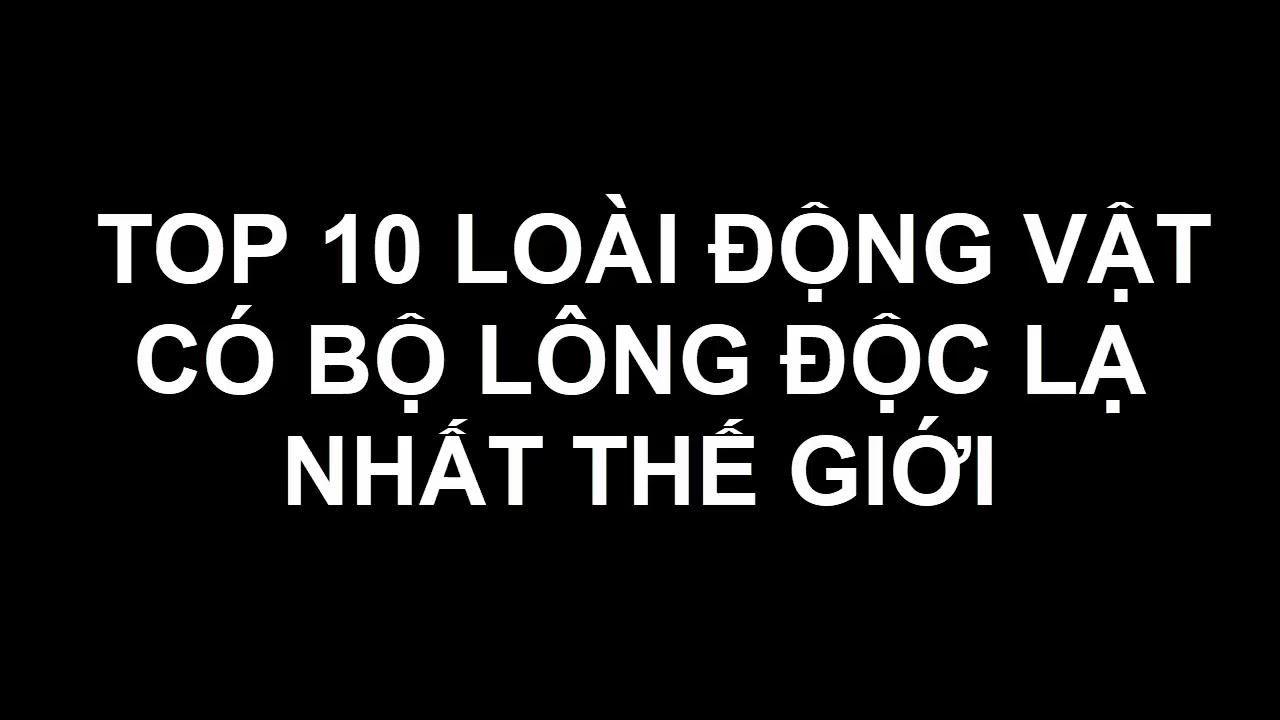 TOP 10 LOÀI ĐỘNG VẬT
CÓ BỘ LÔNG ĐỘC LẠ
NHẤT THẾ GIỚI